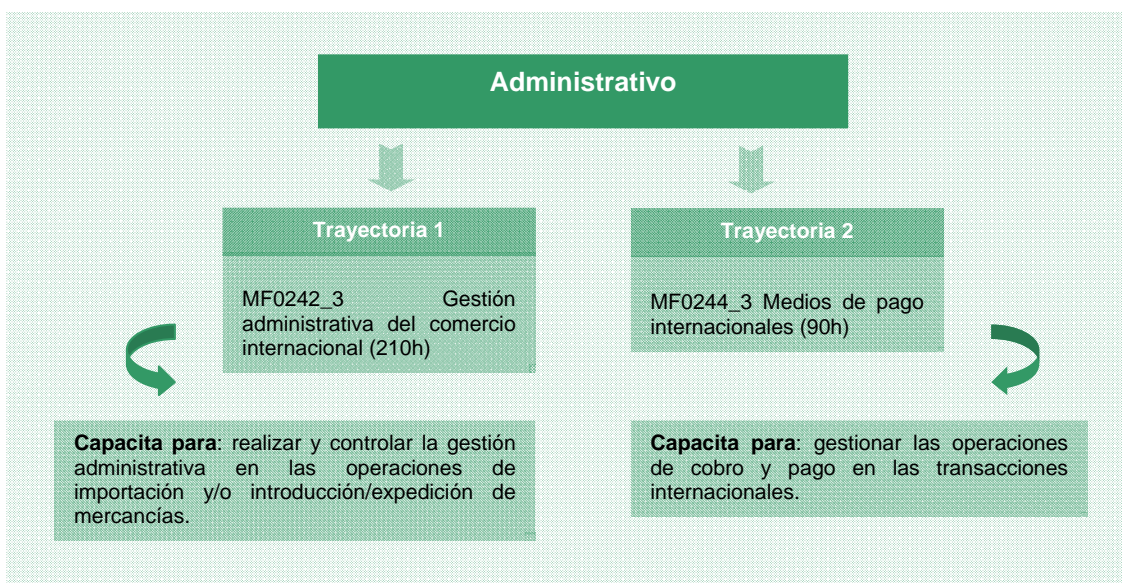 Administrativo
Trayectoria 1
MF0242_3 Gestión
administrativa del comercio
internacional (210h)
Capacita para: realizar y controlar la gestión
administrativa en las operaciones de
importación y/o introducción/expedición de
mercancías.
Trayectoria 2
MF0244_3 Medios de pago
internacionales (90h)
Capacita para: gestionar las operaciones
de cobro y pago en las transacciones
internacionales.